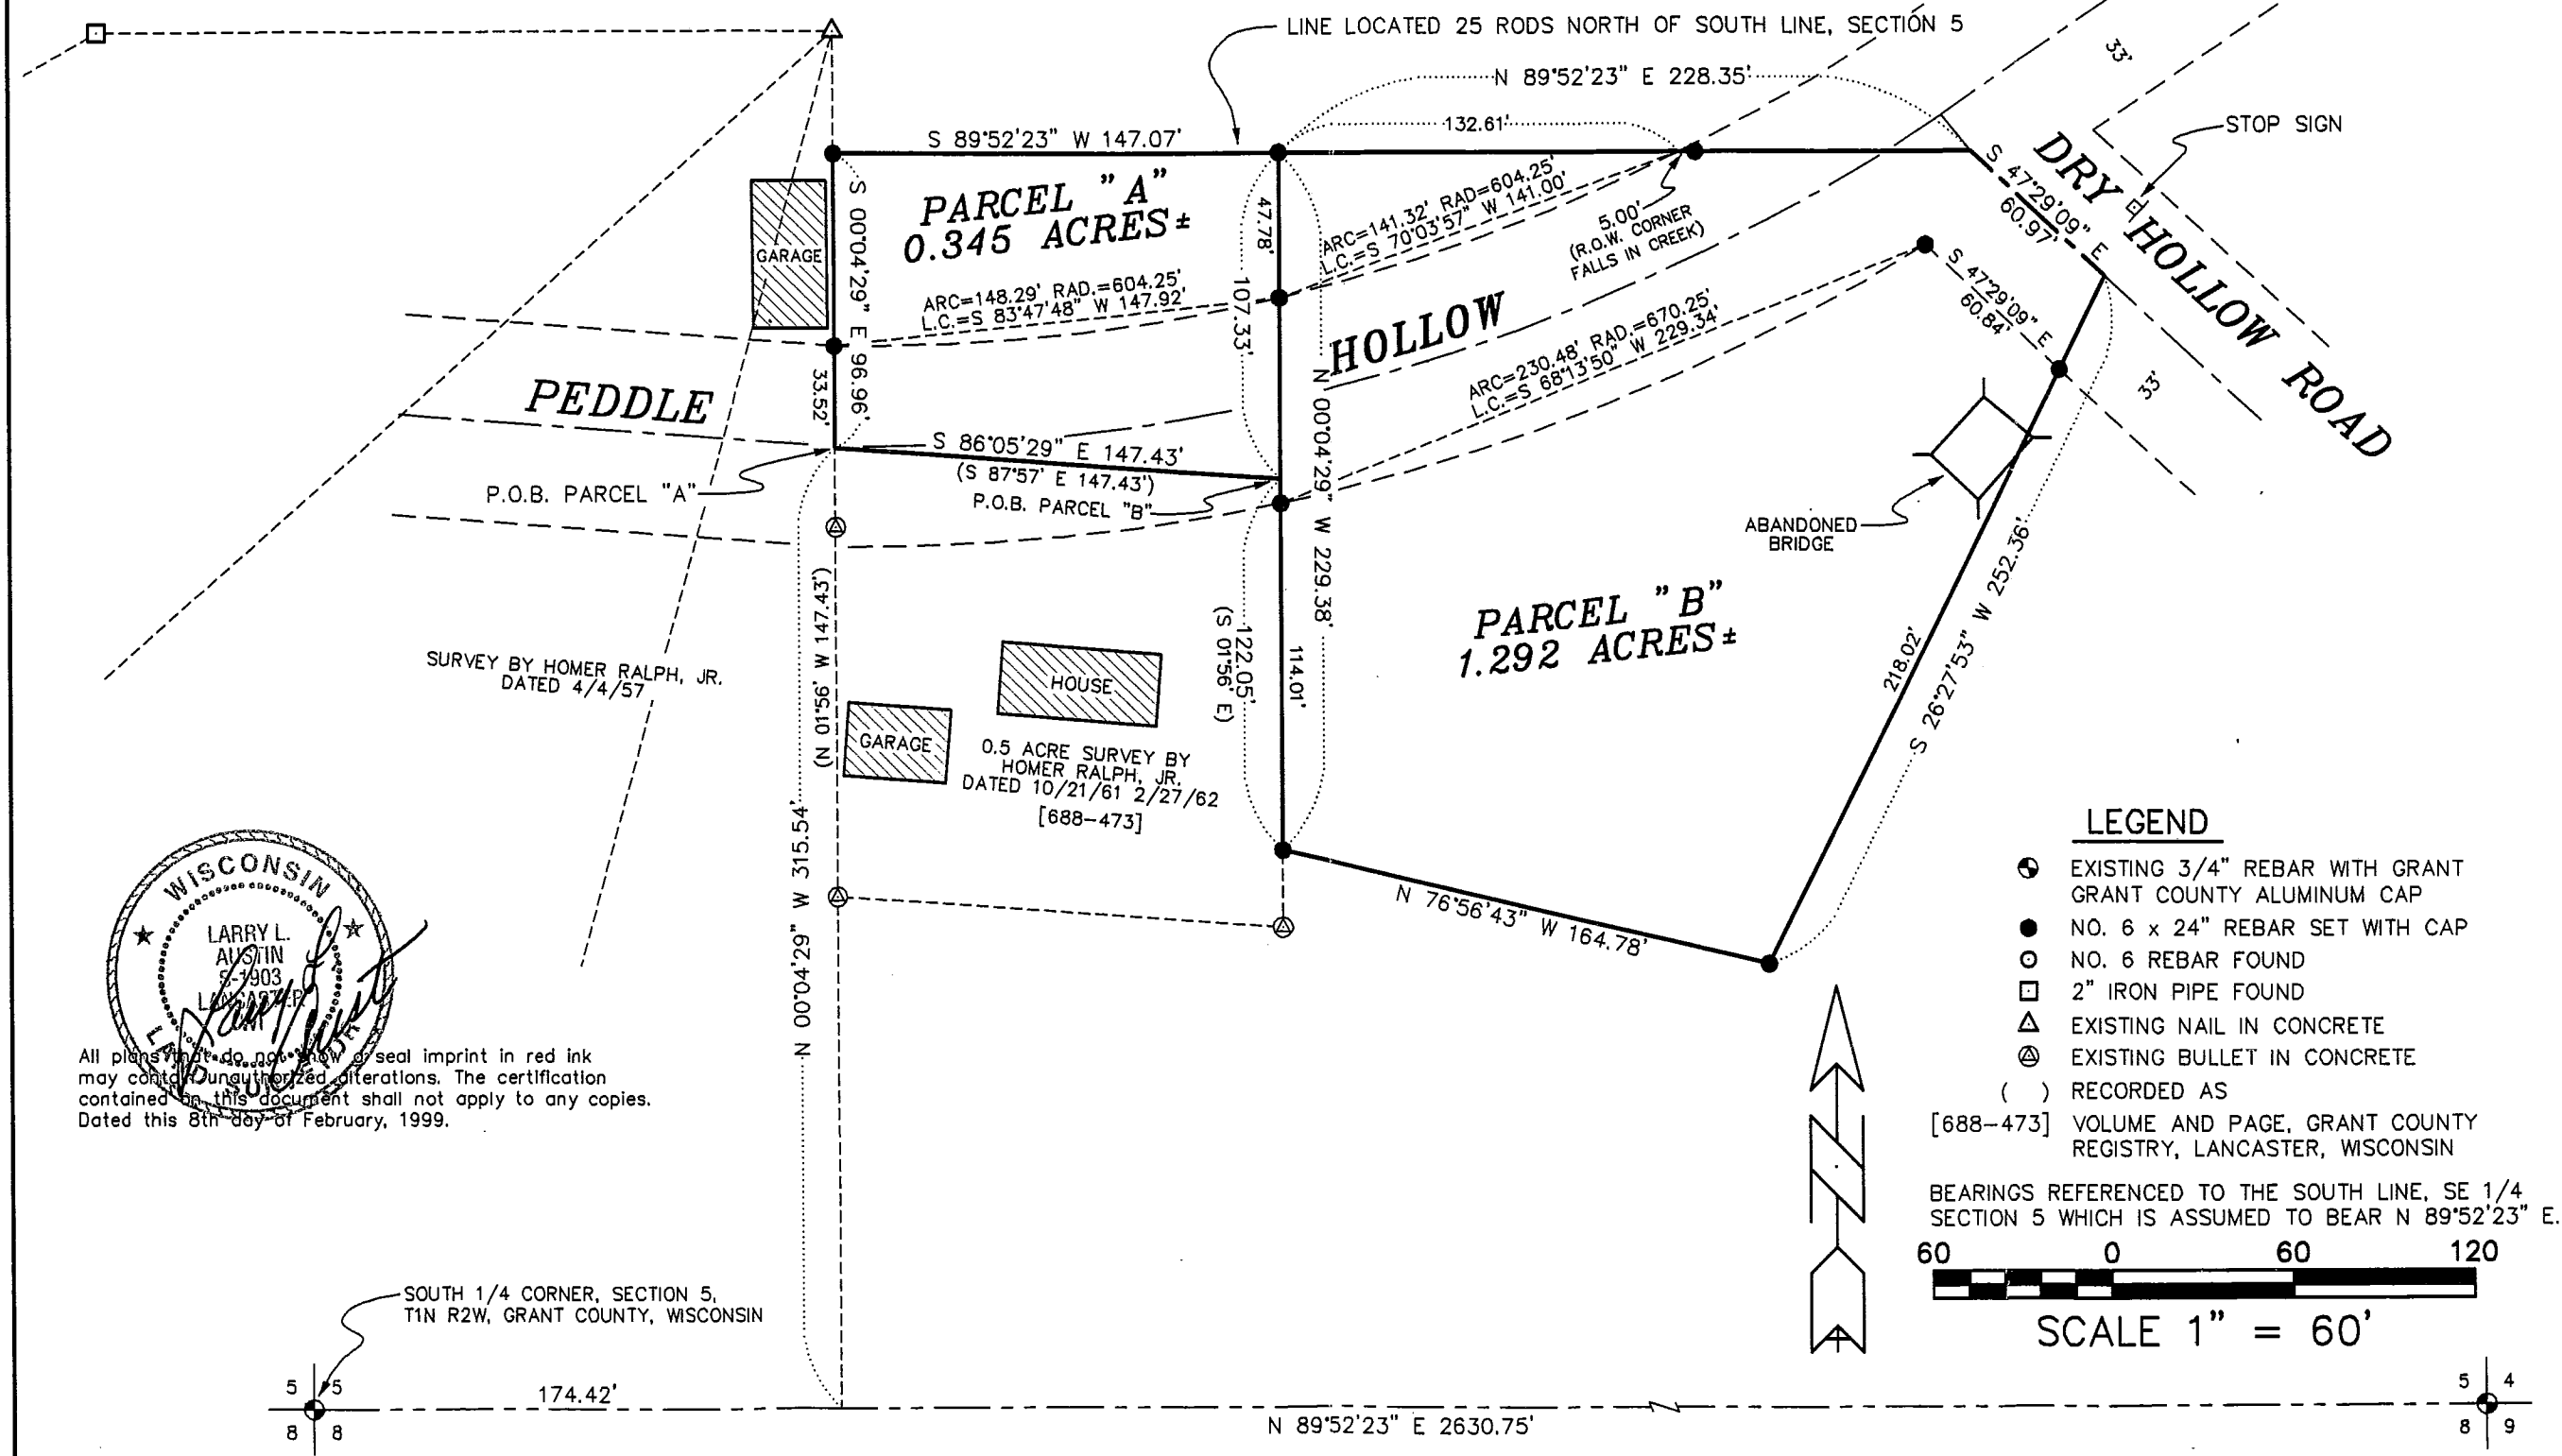 LINE LOCATED 25 RODS NORTH OF SOUTH LINE, SECTION 5
N 89°52'23" E 228.35'
33'
STOP SIGN
132.61'
S 89°52'23" W 147.07'
DRY HOLLOW ROAD
S 47°29'09" E
60.97'
PARCEL "A"
0.345 ACRES±
GARAGE
S 00°04'29" E 96.96'
47.78'
107.33'
ARC=141.32' RAD=604.25'
L.C.=S 70°03'57" W 141.00'
5.00'
(R.O.W. CORNER
FALLS IN CREEK)
ARC=148.29' RAD.=604.25'
L.C.=S 83°47'48" W 147.92'
S 47°29'09" E
60.84'
33'
HOLLOW
ARC=230.48' RAD.=670.25'
L.C.=S 68°13'50" W 229.34'
33.52'
PEDDLE
S 86°05'29" E 147.43'
(S 87°57' E 147.43')
P.O.B. PARCEL "A"
P.O.B. PARCEL "B"
N 00°04'29" W 229.38'
ABANDONED
BRIDGE
(N 01°56' W 147.43')
122.05'
(S 01°56' E)
114.01'
PARCEL "B"
1.292 ACRES±
218.02'
S 26°27'53" W 252.36'
SURVEY BY HOMER RALPH, JR.
DATED 4/4/57
HOUSE
GARAGE
0.5 ACRE SURVEY BY
HOMER RALPH, JR.
DATED 10/21/61 2/27/62
[688-473]
N 00°04'29" W 315.54'
N 76°56'43" W 164.78'
WISCONSIN
LARRY L.
AUSTIN
S-1903
LANCASTER
WI
LAND SURVEYOR
All plans that do not show a seal imprint in red ink
may contain unauthorized alterations. The certification
contained on this document shall not apply to any copies.
Dated this 8th day of February, 1999.
LEGEND
EXISTING 3/4" REBAR WITH GRANT
GRANT COUNTY ALUMINUM CAP
NO. 6 x 24" REBAR SET WITH CAP
NO. 6 REBAR FOUND
2" IRON PIPE FOUND
EXISTING NAIL IN CONCRETE
EXISTING BULLET IN CONCRETE
( ) RECORDED AS
[688-473] VOLUME AND PAGE, GRANT COUNTY
REGISTRY, LANCASTER, WISCONSIN
BEARINGS REFERENCED TO THE SOUTH LINE, SE 1/4
SECTION 5 WHICH IS ASSUMED TO BEAR N 89°52'23" E.
60 0 60 120
SCALE 1" = 60'
N
SOUTH 1/4 CORNER, SECTION 5,
T1N R2W, GRANT COUNTY, WISCONSIN
5 5
8 8
174.42'
N 89°52'23" E 2630.75'
5 4
8 9